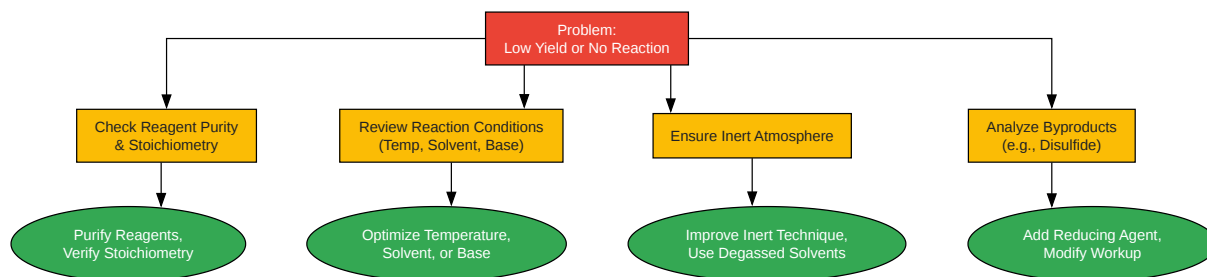 Problem:
Low Yield or No Reaction
Check Reagent Purity
& Stoichiometry
Review Reaction Conditions
(Temp, Solvent, Base)
Ensure Inert Atmosphere
Analyze Byproducts
(e.g., Disulfide)
Purify Reagents,
Verify Stoichiometry
Optimize Temperature,
Solvent, or Base
Improve Inert Technique,
Use Degassed Solvents
Add Reducing Agent,
Modify Workup